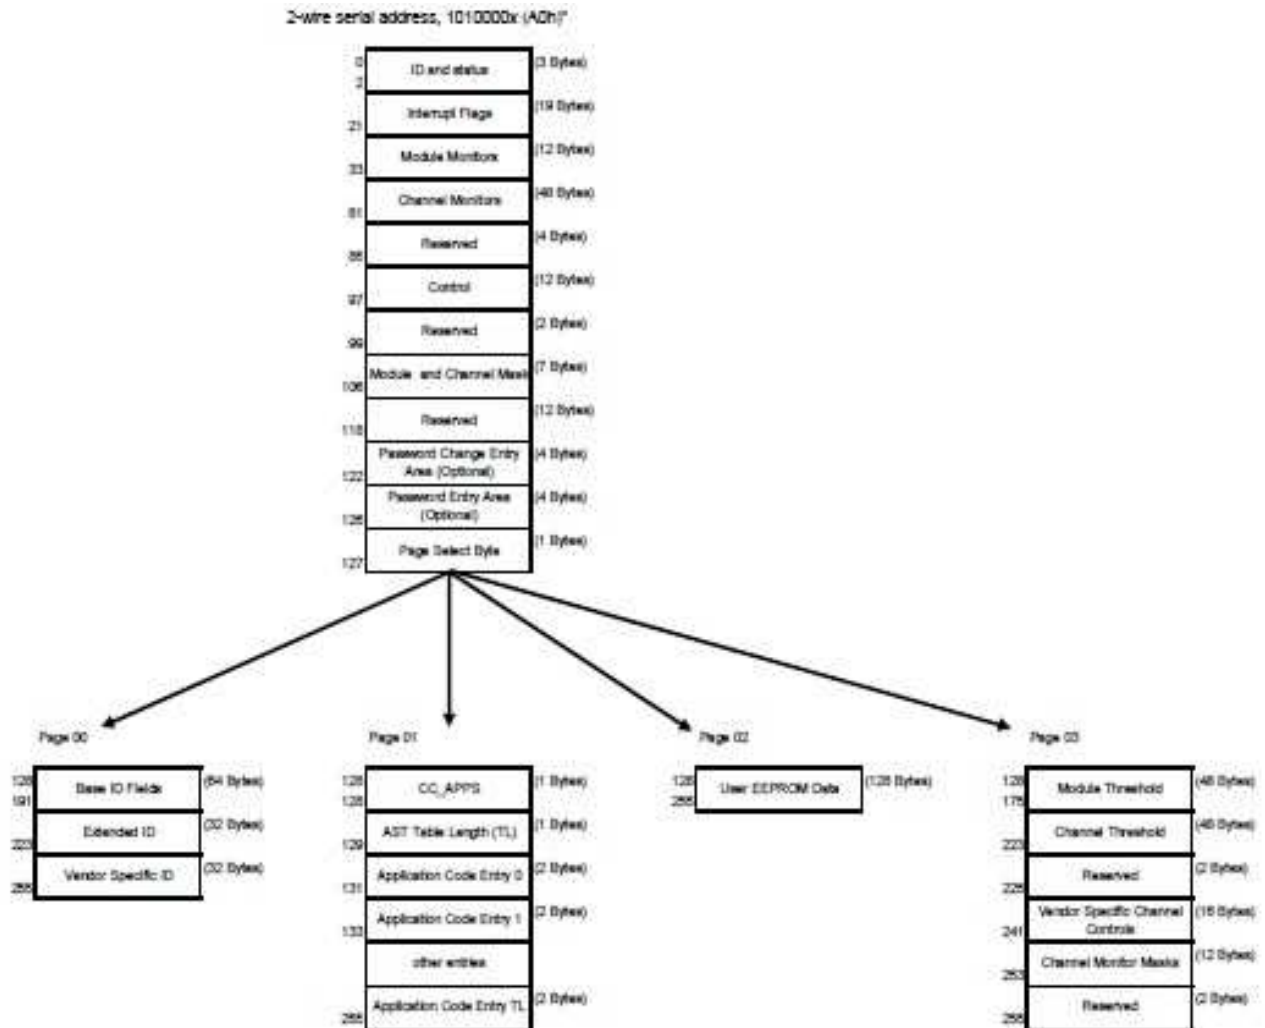 2-wire serial address, 1010000x (A0h)"
0 ID and status (3 Bytes)
2
Interrupt Flags (19 Bytes)
21
Module Monitors (12 Bytes)
33
Channel Monitors (48 Bytes)
81
Reserved (4 Bytes)
85
Control (12 Bytes)
97
Reserved (2 Bytes)
99
Module and Channel Mask (7 Bytes)
106
Reserved (12 Bytes)
118
Password Change Entry (4 Bytes)
Area (Optional)
122
Password Entry Area (4 Bytes)
(Optional)
126
Page Select Byte (1 Bytes)
127
Page 00
128 Base ID Fields (64 Bytes)
191
Extended ID (32 Bytes)
223
Vendor Specific ID (32 Bytes)
255
Page 01
128 CC_APPS (1 Bytes)
128
AST Table Length (TL) (1 Bytes)
129
Application Code Entry 0 (2 Bytes)
131
Application Code Entry 1 (2 Bytes)
133
other entries
Application Code Entry TL (2 Bytes)
255
Page 02
128 User EEPROM Data (128 Bytes)
255
Page 03
128 Module Threshold (48 Bytes)
175
Channel Threshold (48 Bytes)
223
Reserved (2 Bytes)
225
Vendor Specific Channel (16 Bytes)
Controls
241
Channel Monitor Masks (12 Bytes)
253
Reserved (2 Bytes)
255